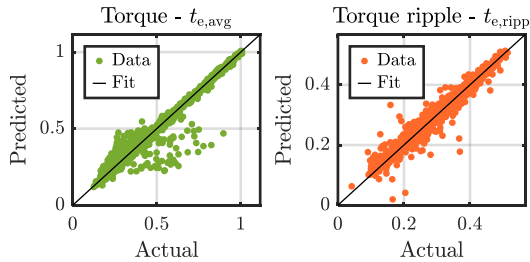 Torque - t_e,avg
Predicted
1
0.5
0
Data
Fit
0
0.5
1
Actual
Torque ripple - t_e,ripp
Predicted
0.4
0.2
0
Data
Fit
0
0.2
0.4
Actual